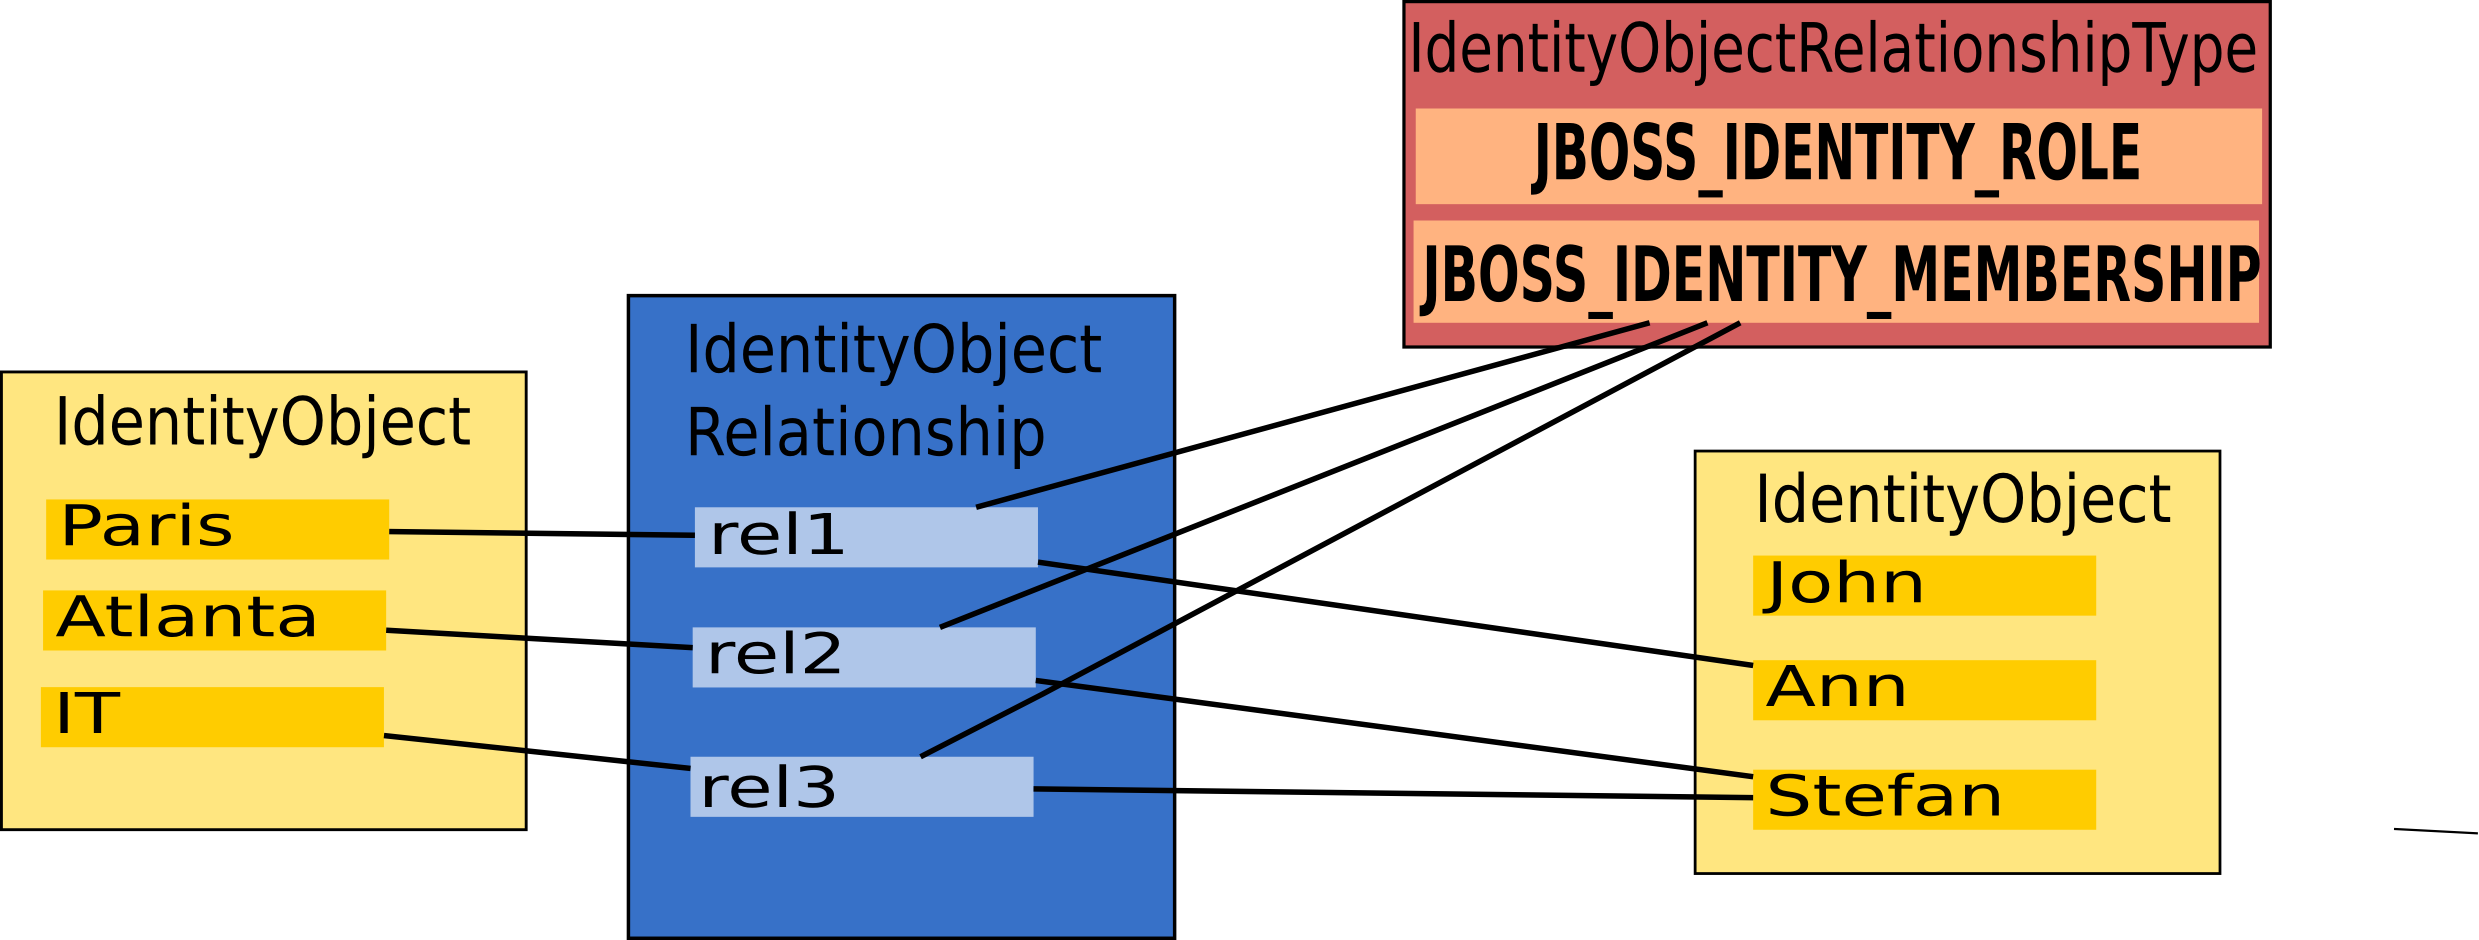 IdentityObjectRelationshipType
JBOSS_IDENTITY_ROLE
JBOSS_IDENTITY_MEMBERSHIP
IdentityObject
Relationship
rel1
rel2
rel3
IdentityObject
Paris
Atlanta
IT
IdentityObject
John
Ann
Stefan